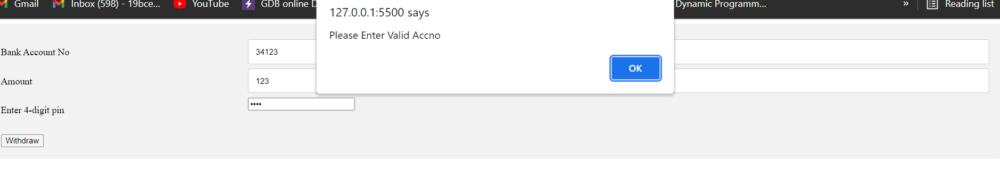 Gmail Inbox (598) - 19bce... YouTube GDB online D Dynamic Programm... » Reading list
127.0.0.1:5500 says
Please Enter Valid Accno
OK
Bank Account No 34123
Amount 123
Enter 4-digit pin ••••
Withdraw